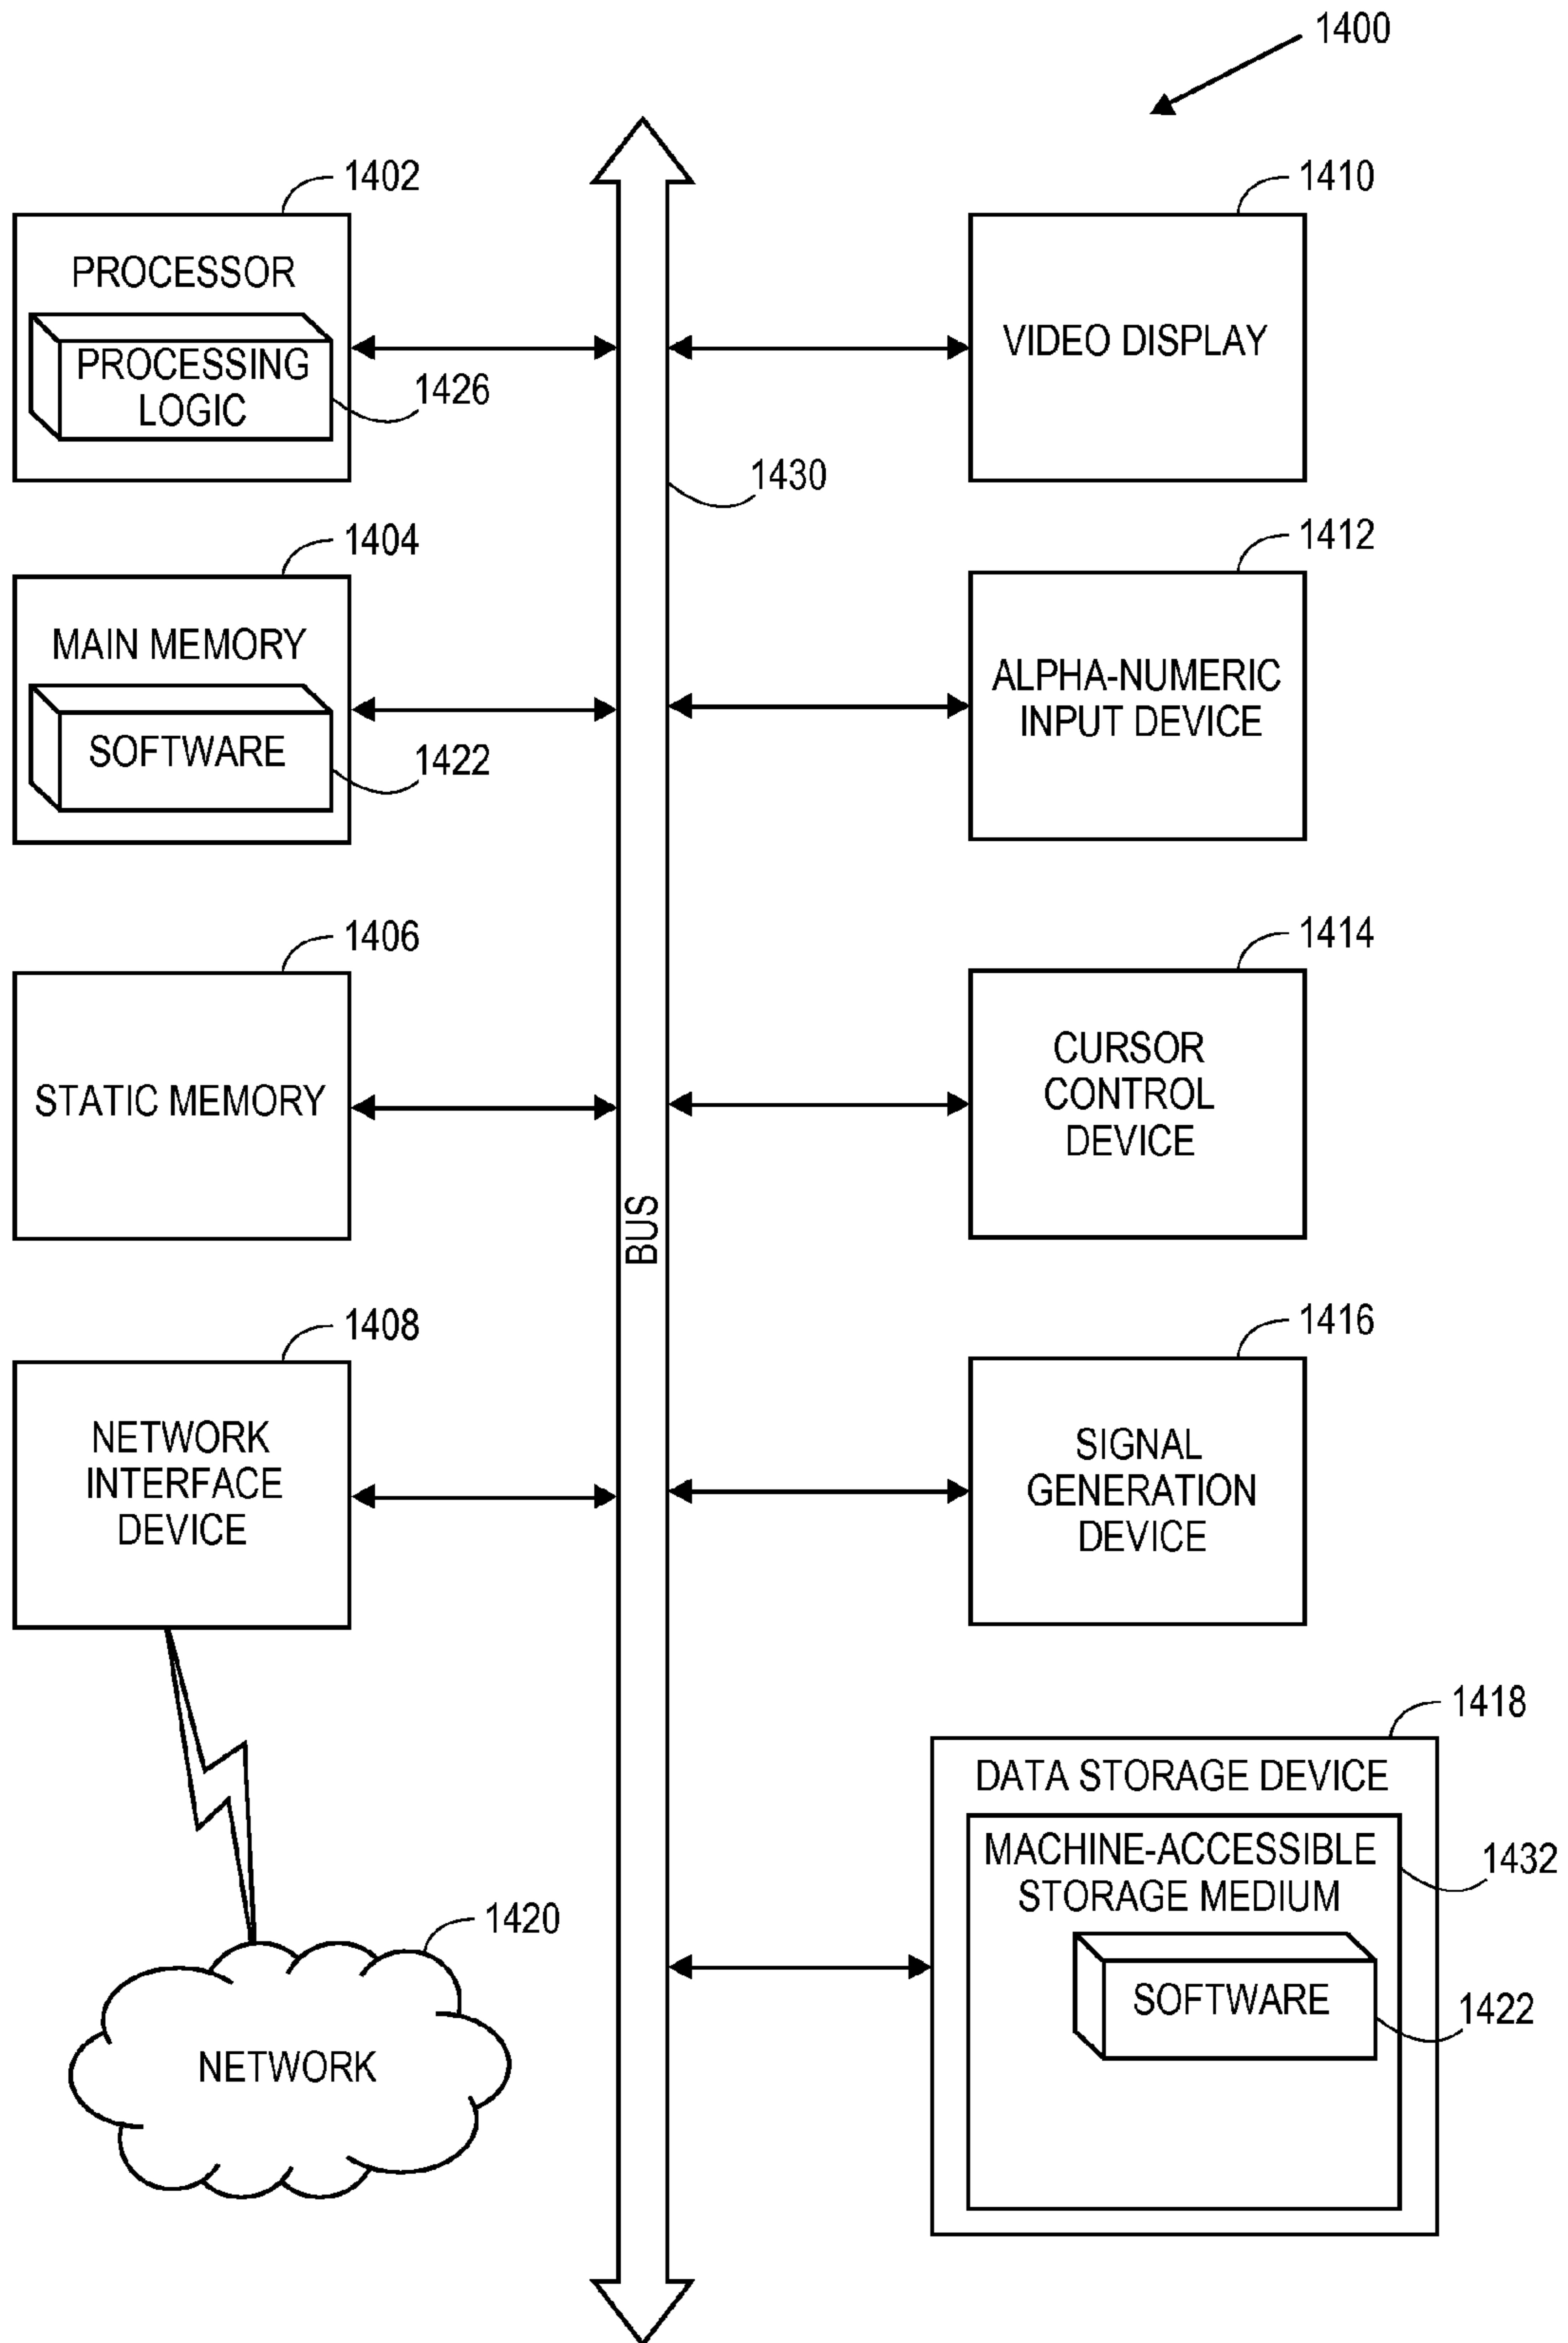 1400
1402
PROCESSOR
PROCESSING
LOGIC
1426
1404
MAIN MEMORY
SOFTWARE
1422
1406
STATIC MEMORY
1408
NETWORK
INTERFACE
DEVICE
1420
NETWORK
1430
BUS
1410
VIDEO DISPLAY
1412
ALPHA-NUMERIC
INPUT DEVICE
1414
CURSOR
CONTROL
DEVICE
1416
SIGNAL
GENERATION
DEVICE
1418
DATA STORAGE DEVICE
MACHINE-ACCESSIBLE
STORAGE MEDIUM
1432
SOFTWARE
1422